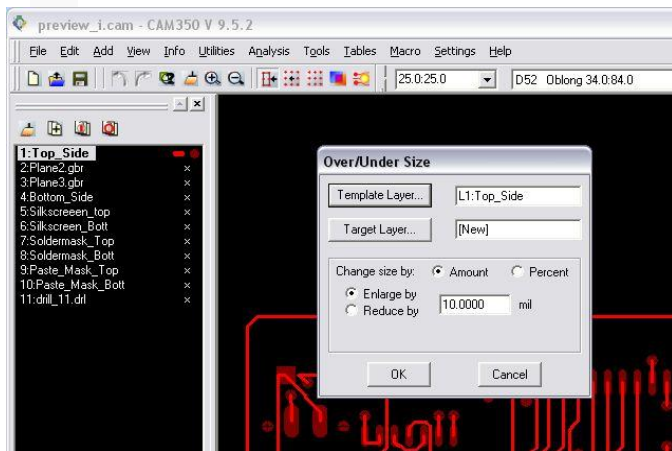 preview_i.cam - CAM350 V 9.5.2
File Edit Add View Info Utilities Analysis Tools Tables Macro Settings Help
25.0:25.0 D52 Oblong 34.0:84.0
1:Top_Side
2:Plane2.gbr
3:Plane3.gbr
4:Bottom_Side
5:Silkscreeen_top
6:Silkscreen_Bott
7:Soldermask_Top
8:Soldermask_Bott
9:Paste_Mask_Top
10:Paste_Mask_Bott
11:drill_11.drl
Over/Under Size
Template Layer... L1:Top_Side
Target Layer... [New]
Change size by: Amount Percent
Enlarge by 10.0000 mil
Reduce by
OK Cancel